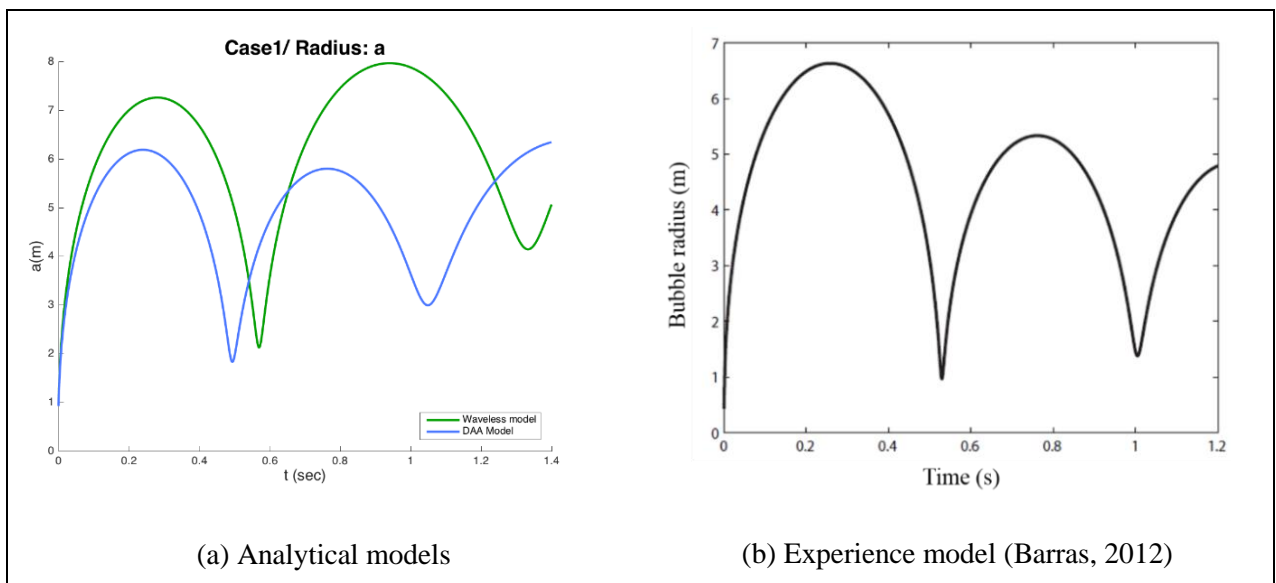 Case1/ Radius: a
8
7
6
5
4
3
2
1
0
a(m)
0 0.2 0.4 0.6 0.8 1 1.2 1.4
t (sec)
Waveless model
DAA Model
(a) Analytical models
7
6
5
4
3
2
1
0
Bubble radius (m)
0 0.2 0.4 0.6 0.8 1 1.2
Time (s)
(b) Experience model (Barras, 2012)